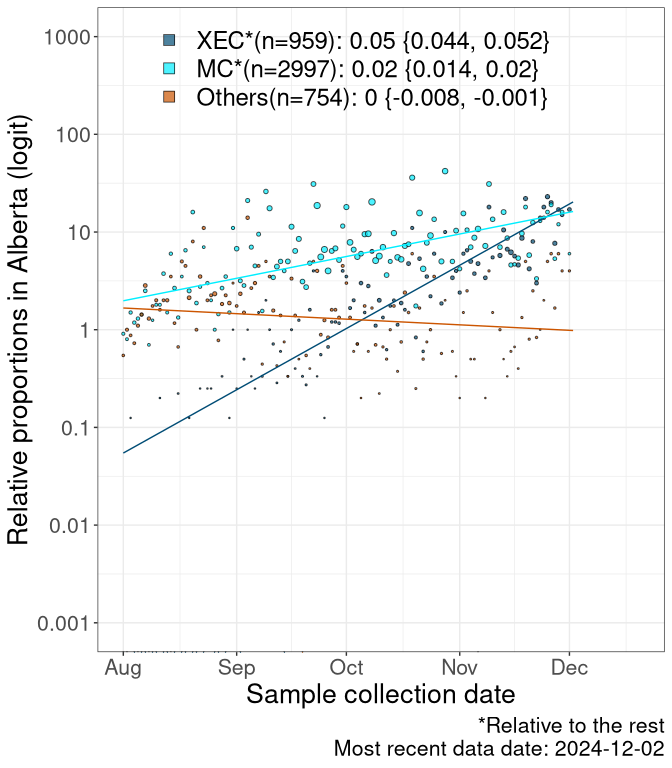 XEC*(n=959): 0.05 {0.044, 0.052}
MC*(n=2997): 0.02 {0.014, 0.02}
Others(n=754): 0 {-0.008, -0.001}
Relative proportions in Alberta (logit)
1000
100
10
1
0.1
0.01
0.001
Aug Sep Oct Nov Dec
Sample collection date
*Relative to the rest
Most recent data date: 2024-12-02